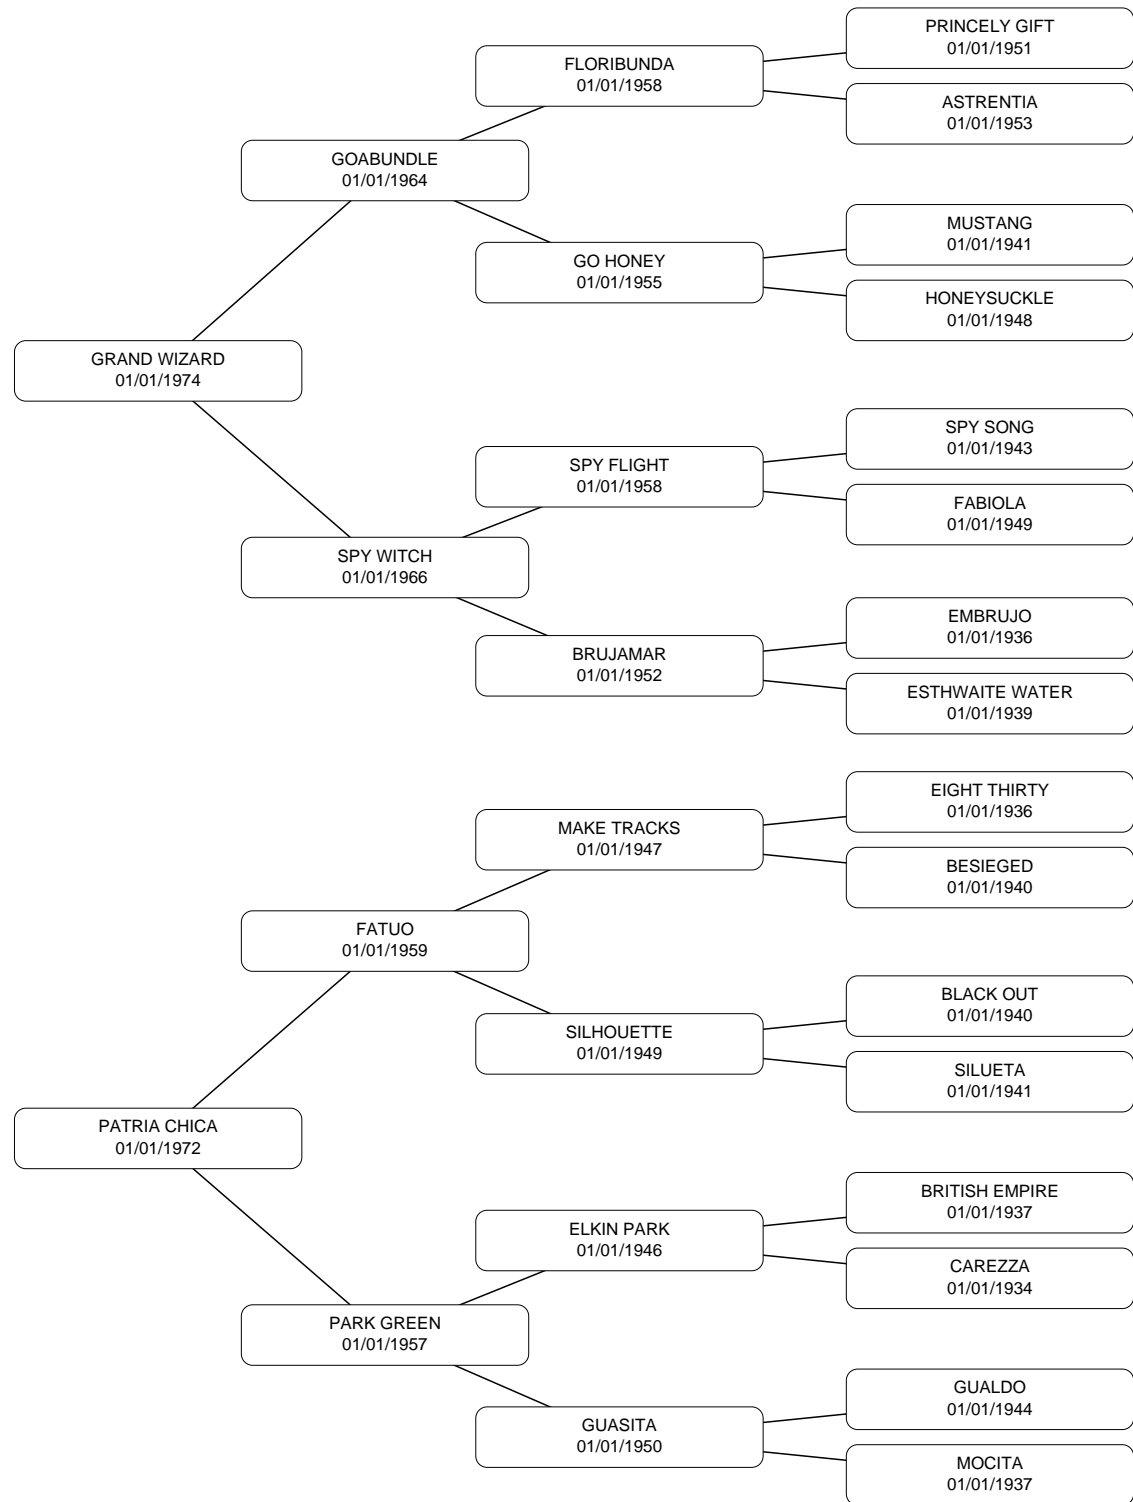 PRINCELY GIFT
01/01/1951
FLORIBUNDA
01/01/1958
ASTRENTIA
01/01/1953
GOABUNDLE
01/01/1964
MUSTANG
01/01/1941
GO HONEY
01/01/1955
HONEYSUCKLE
01/01/1948
GRAND WIZARD
01/01/1974
SPY SONG
01/01/1943
SPY FLIGHT
01/01/1958
FABIOLA
01/01/1949
SPY WITCH
01/01/1966
EMBRUJO
01/01/1936
BRUJAMAR
01/01/1952
ESTHWAITE WATER
01/01/1939
EIGHT THIRTY
01/01/1936
MAKE TRACKS
01/01/1947
BESIEGED
01/01/1940
FATUO
01/01/1959
BLACK OUT
01/01/1940
SILHOUETTE
01/01/1949
SILUETA
01/01/1941
PATRIA CHICA
01/01/1972
BRITISH EMPIRE
01/01/1937
ELKIN PARK
01/01/1946
CAREZZA
01/01/1934
PARK GREEN
01/01/1957
GUALDO
01/01/1944
GUASITA
01/01/1950
MOCITA
01/01/1937